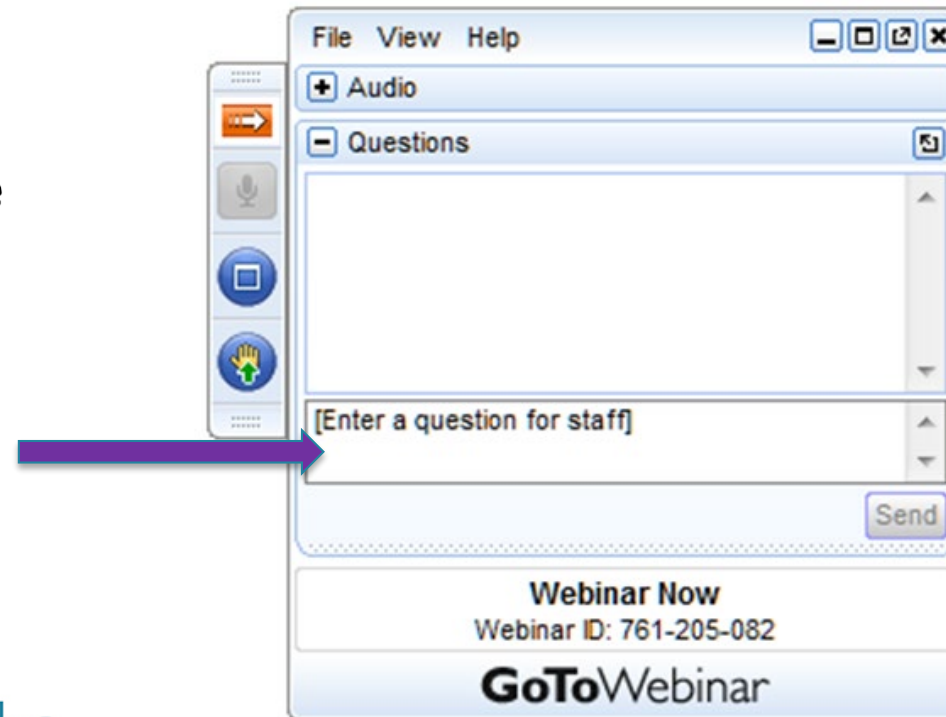 File View Help
Audio
Questions
e
[Enter a question for staff]
Send
Webinar Now
Webinar ID: 761-205-082
GoToWebinar